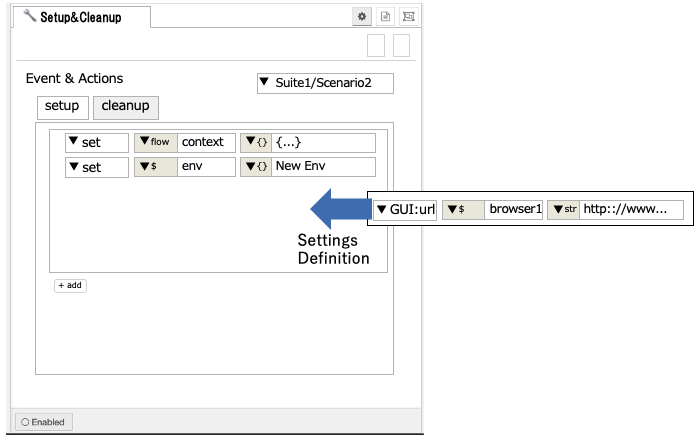 Setup&Cleanup
Event & Actions
Suite1/Scenario2
setup cleanup
set flow context {} {...}
set $ env {} New Env
GUI:url $ browser1 str http:://www...
Settings
Definition
+ add
Enabled